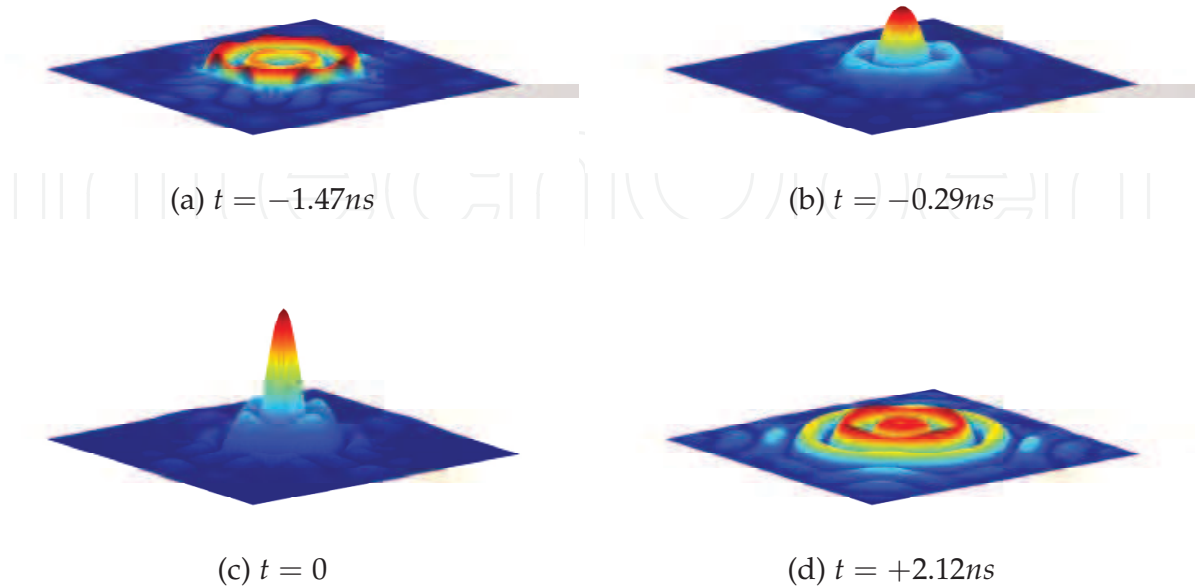 (a) t = −1.47ns
(b) t = −0.29ns
(c) t = 0
(d) t = +2.12ns